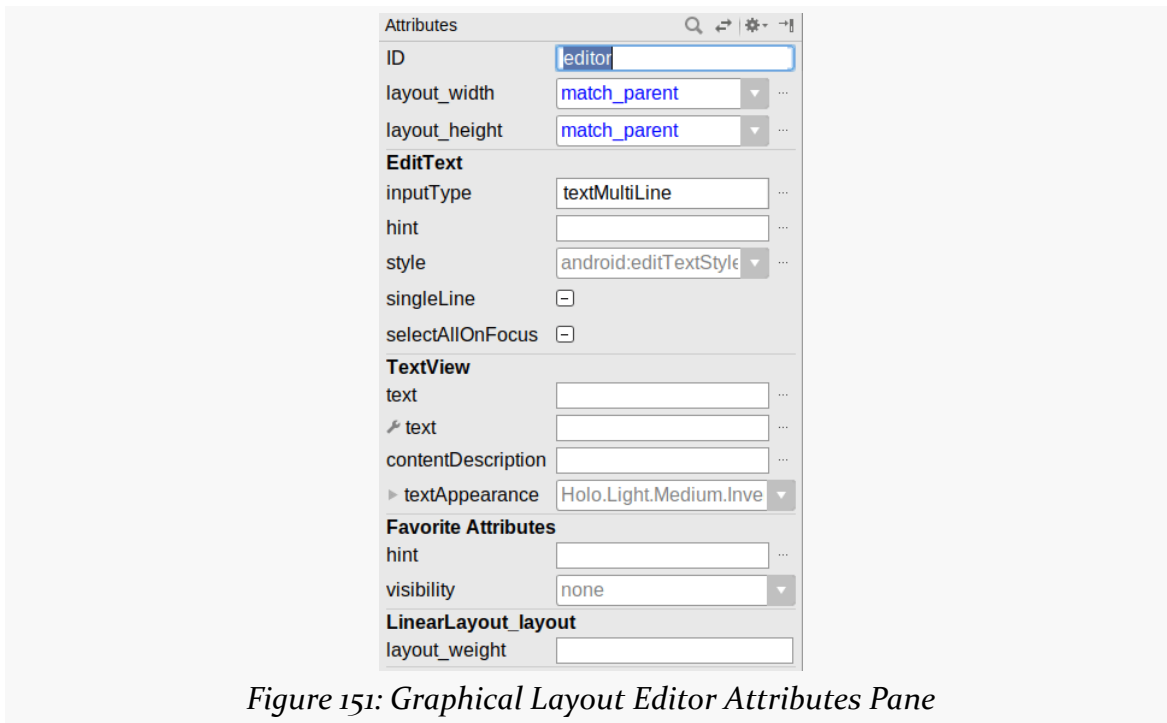 Attributes
ID editor
layout_width match_parent ...
layout_height match_parent ...
EditText
inputType textMultiLine ...
hint ...
style android:editTextStyle ...
singleLine
selectAllOnFocus
TextView
text ...
text ...
contentDescription ...
textAppearance Holo.Light.Medium.Inve
Favorite Attributes
hint ...
visibility none
LinearLayout_layout
layout_weight
Figure 151: Graphical Layout Editor Attributes Pane